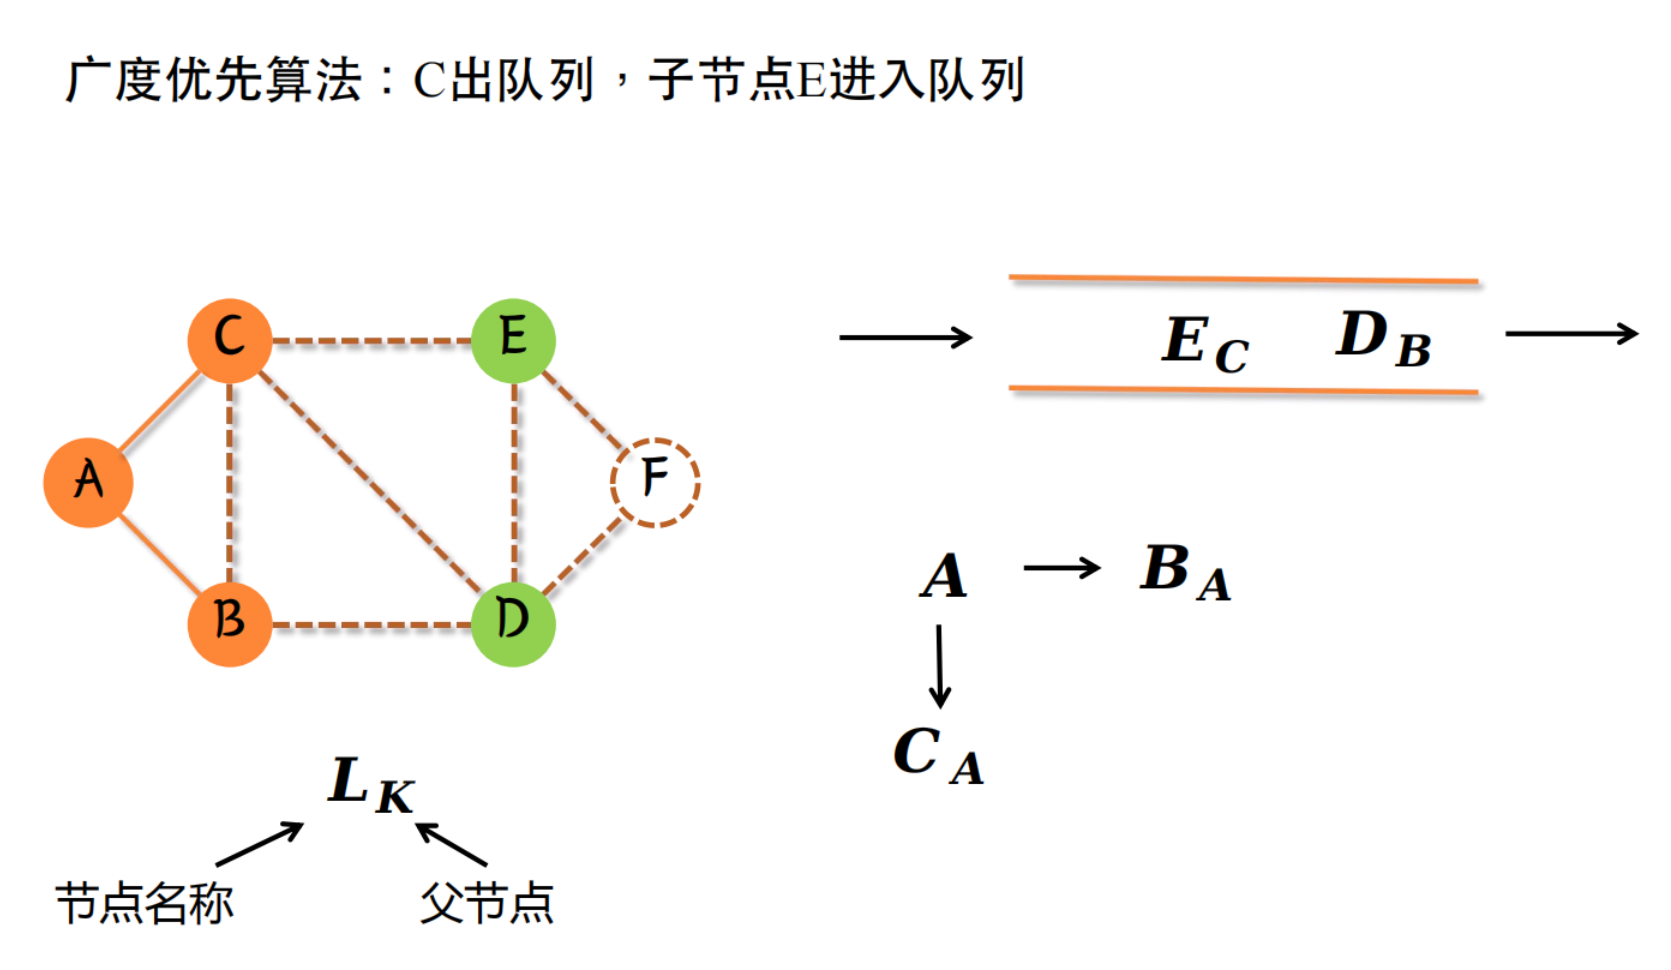 广度优先算法：C出队列，子节点E进入队列
C
E
E_C
D_B
A
F
A
B_A
B
D
C_A
L_K
节点名称
父节点